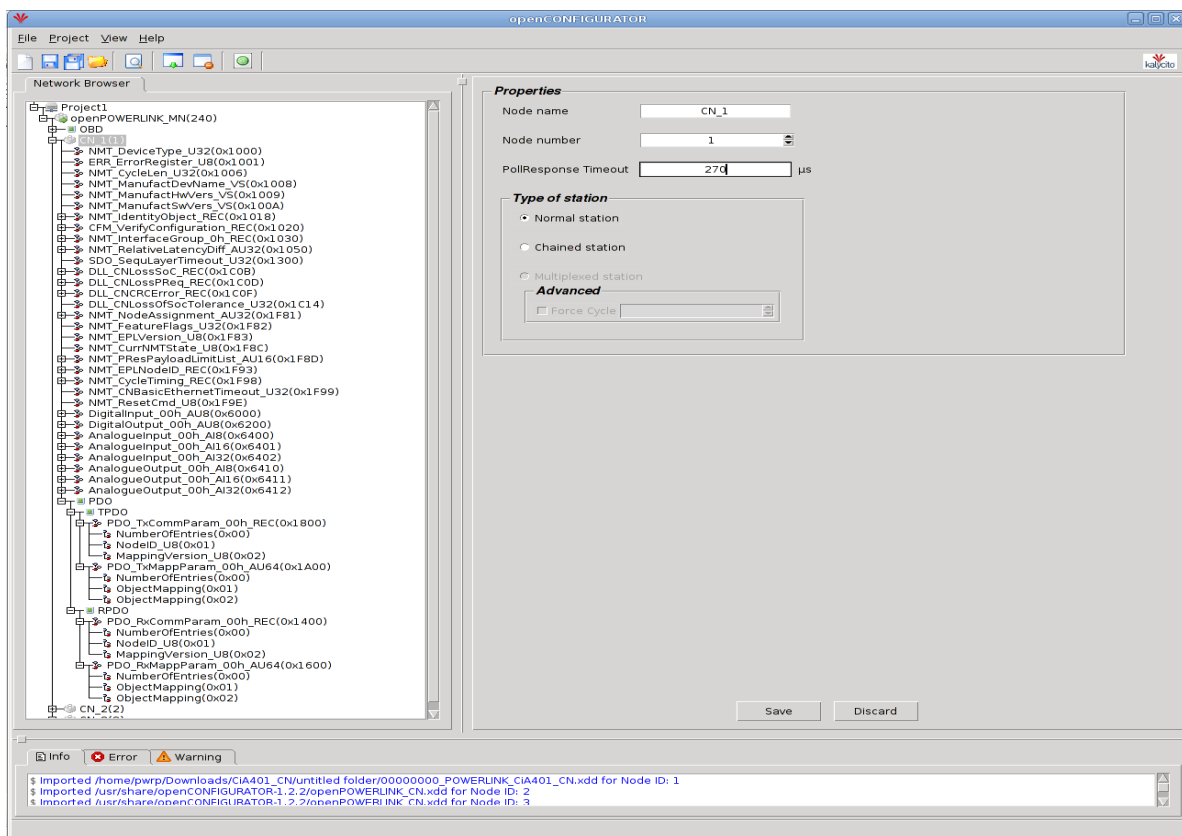 openCONFIGURATOR
File Project View Help
kalycito
Network Browser
Project1
openPOWERLINK_MN(240)
OBD
CN_1(1)
NMT_DeviceType_U32(0x1000)
ERR_ErrorRegister_U8(0x1001)
NMT_CycleLen_U32(0x1006)
NMT_ManufactDevName_VS(0x1008)
NMT_ManufactHwVers_VS(0x1009)
NMT_ManufactSwVers_VS(0x100A)
NMT_IdentityObject_REC(0x1018)
CFM_VerifyConfiguration_REC(0x1020)
NMT_InterfaceGroup_0h_REC(0x1030)
NMT_RelativeLatencyDiff_AU32(0x1050)
SDO_SequLayerTimeout_U32(0x1300)
DLL_CNLossSoC_REC(0x1C0B)
DLL_CNLossPReq_REC(0x1C0D)
DLL_CNCRCError_REC(0x1C0F)
DLL_CNLossOfSocTolerance_U32(0x1C14)
NMT_NodeAssignment_AU32(0x1F81)
NMT_FeatureFlags_U32(0x1F82)
NMT_EPLVersion_U8(0x1F83)
NMT_CurrNMTState_U8(0x1F8C)
NMT_PResPayloadLimitList_AU16(0x1F8D)
NMT_EPLNodeID_REC(0x1F93)
NMT_CycleTiming_REC(0x1F98)
NMT_CNBasicEthernetTimeout_U32(0x1F99)
NMT_ResetCmd_U8(0x1F9E)
DigitalInput_00h_AU8(0x6000)
DigitalOutput_00h_AU8(0x6200)
AnalogueInput_00h_AI8(0x6400)
AnalogueInput_00h_AI16(0x6401)
AnalogueInput_00h_AI32(0x6402)
AnalogueOutput_00h_AI8(0x6410)
AnalogueOutput_00h_AI16(0x6411)
AnalogueOutput_00h_AI32(0x6412)
PDO
TPDO
PDO_TxCommParam_00h_REC(0x1800)
NumberOfEntries(0x00)
NodeID_U8(0x01)
MappingVersion_U8(0x02)
PDO_TxMappParam_00h_AU64(0x1A00)
NumberOfEntries(0x00)
ObjectMapping(0x01)
ObjectMapping(0x02)
RPDO
PDO_RxCommParam_00h_REC(0x1400)
NumberOfEntries(0x00)
NodeID_U8(0x01)
MappingVersion_U8(0x02)
PDO_RxMappParam_00h_AU64(0x1600)
NumberOfEntries(0x00)
ObjectMapping(0x01)
ObjectMapping(0x02)
CN_2(2)
Properties
Node name CN_1
Node number 1
PollResponse Timeout 270 µs
Type of station
Normal station
Chained station
Multiplexed station
Advanced
Force Cycle
Save Discard
Info Error Warning
$ Imported /home/pwrp/Downloads/CiA401_CN/untitled folder/00000000_POWERLINK_CiA401_CN.xdd for Node ID: 1
$ Imported /usr/share/openCONFIGURATOR-1.2.2/openPOWERLINK_CN.xdd for Node ID: 2
$ Imported /usr/share/openCONFIGURATOR-1.2.2/openPOWERLINK_CN.xdd for Node ID: 3